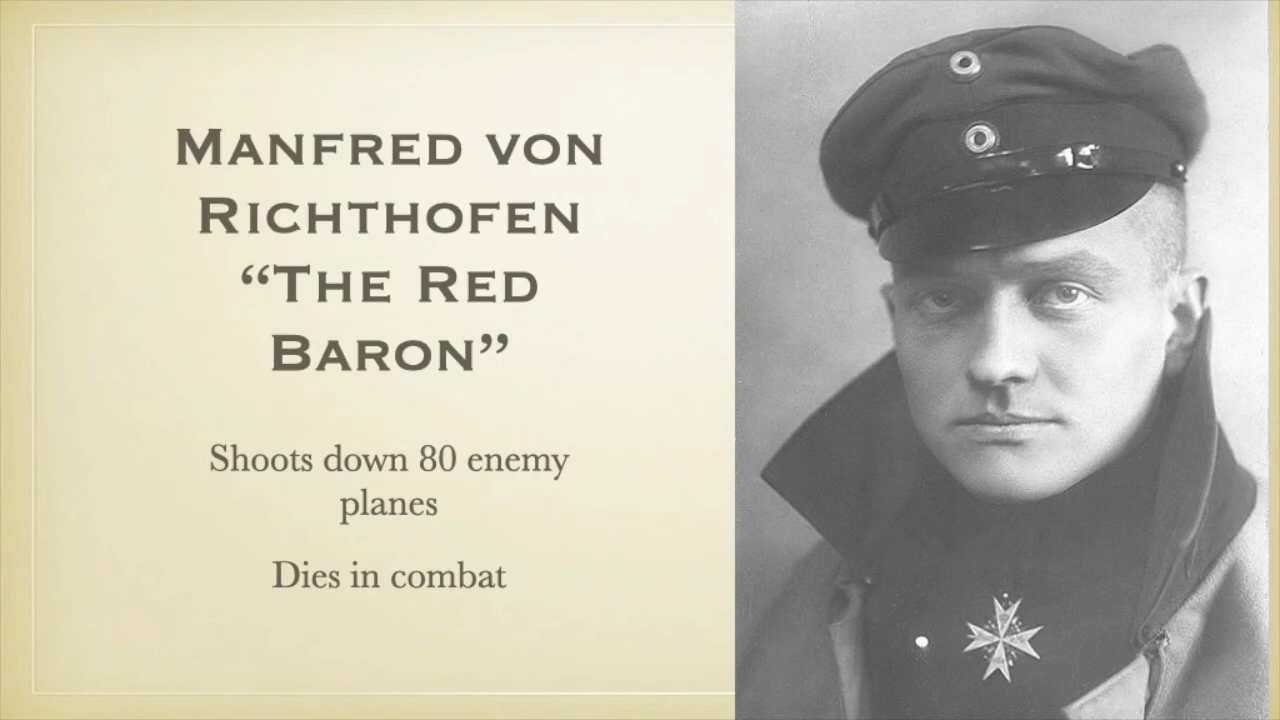 Manfred von
Richthofen
“The Red
Baron”
Shoots down 80 enemy
planes
Dies in combat